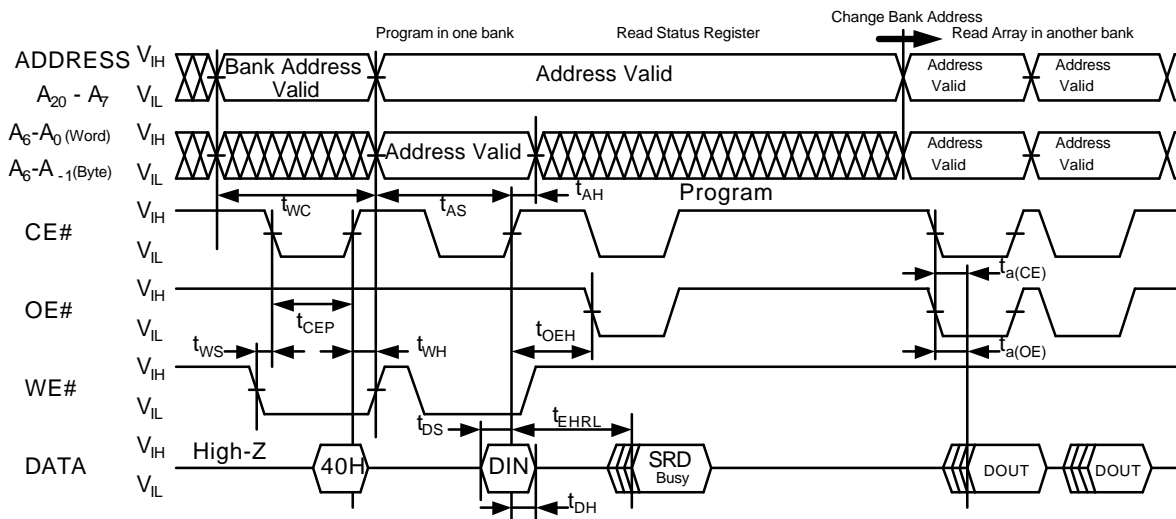 Program in one bank Read Status Register Change Bank Address Read Array in another bank
ADDRESS VIH Bank Address Valid Address Valid Address Valid Address Valid
A20 - A7 VIL
A6-A0 (Word) VIH Address Valid Address Valid Address Valid
A6-A-1(Byte) VIL
tWC tAS tAH Program
CE# VIH
VIL
ta(CE)
OE# VIH
VIL
tCEP tOEH
tWS tWH ta(OE)
WE# VIH
VIL
tDS tEHRL
DATA VIH High-Z 40H DIN SRD Busy DOUT DOUT
VIL
tDH